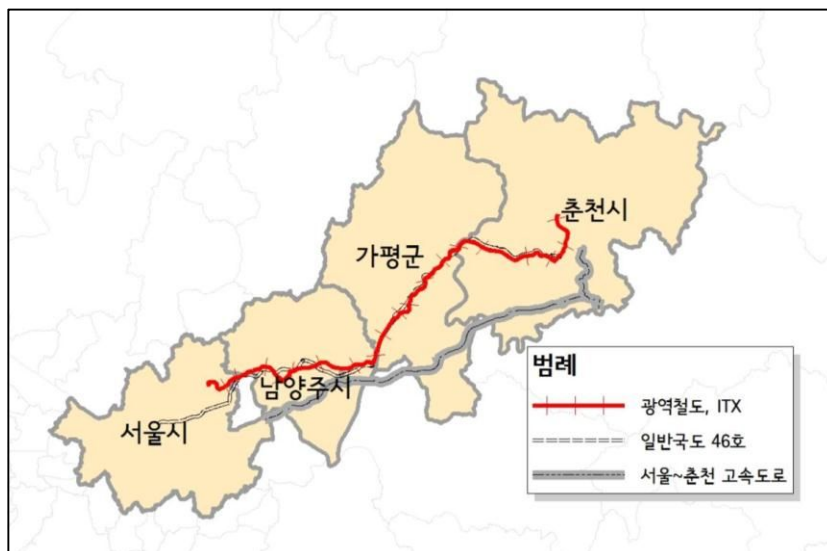 춘천시
가평군
남양주시
서울시
범례
광역철도, ITX
일반국도 46호
서울~춘천 고속도로